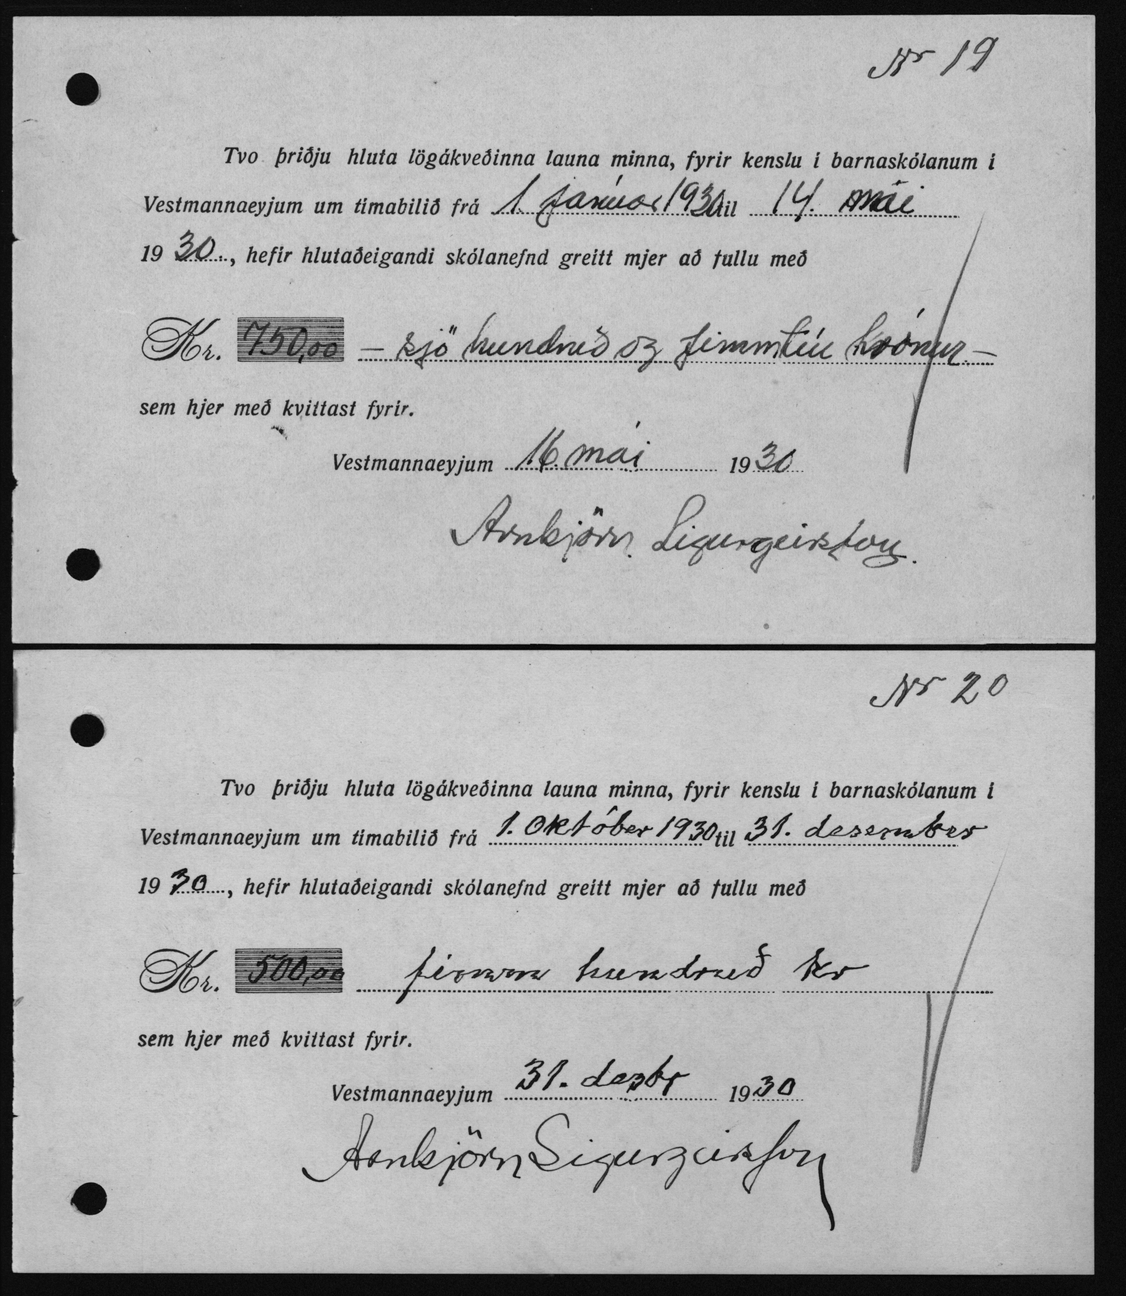 Nr 19
Tvo þriðju hluta lögákveðinna launa minna, fyrir kenslu í barnaskólanum í
Vestmannaeyjum um tímabilið frá 1. janúar 1930 til 14. mái
1930, hefir hlutaðeigandi skólanefnd greitt mjer að fullu með
Kr. 750,00 – sjö hundruð og fimmtíu krónur –
sem hjer með kvittast fyrir.
Vestmannaeyjum 16. mái 1930
Arnbjörn Sigurgeirsson.
Nr 20
Tvo þriðju hluta lögákveðinna launa minna, fyrir kenslu í barnaskólanum í
Vestmannaeyjum um tímabilið frá 1. október 1930 til 31. desember
1930, hefir hlutaðeigandi skólanefnd greitt mjer að fullu með
Kr. 500,00 fimm hundruð kr
sem hjer með kvittast fyrir.
Vestmannaeyjum 31. dezbr 1930
Arnbjörn Sigurgeirsson